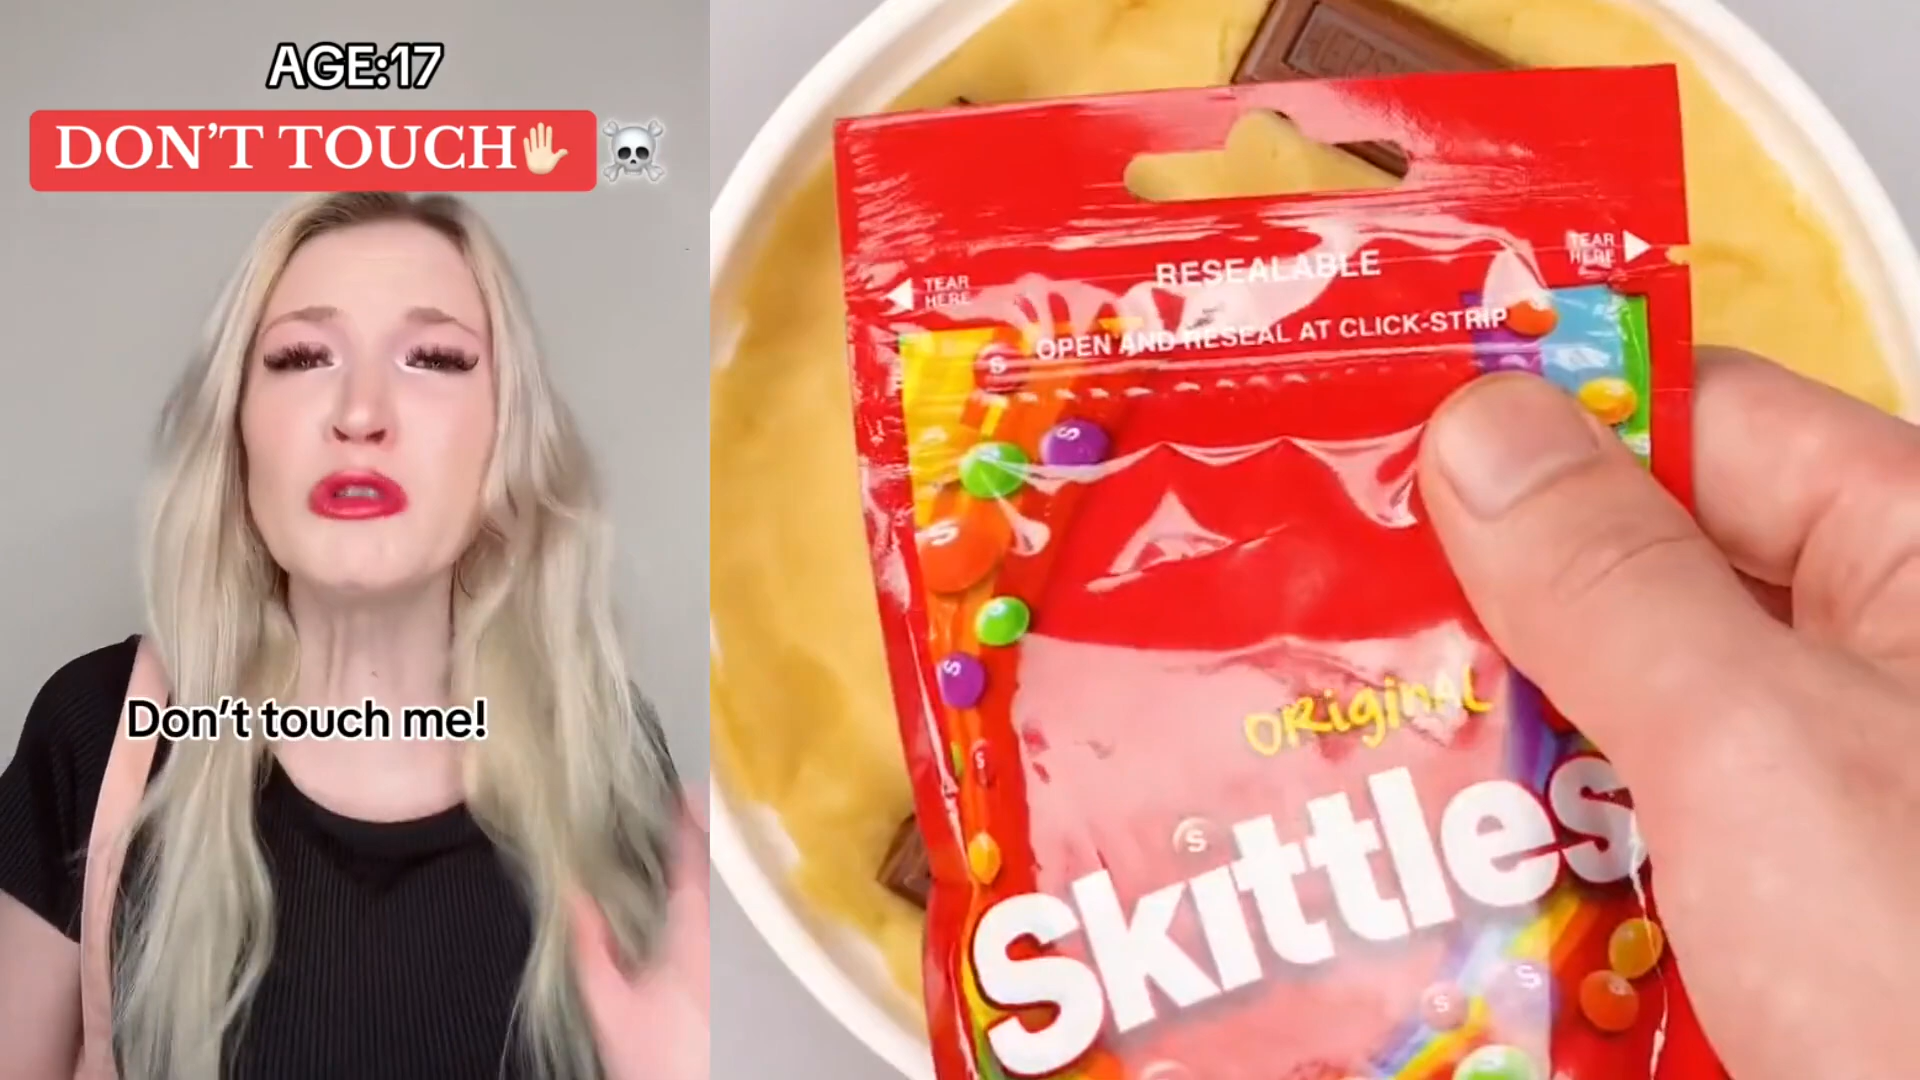 AGE:17
DON'T TOUCH✋🏻☠️
Don't touch me!
TEAR
HERE
RESEALABLE
TEAR
HERE
OPEN AND RESEAL AT CLICK-STRIP
ORiginAL
Skittles
S
S
S
S
S
S
S
S
S